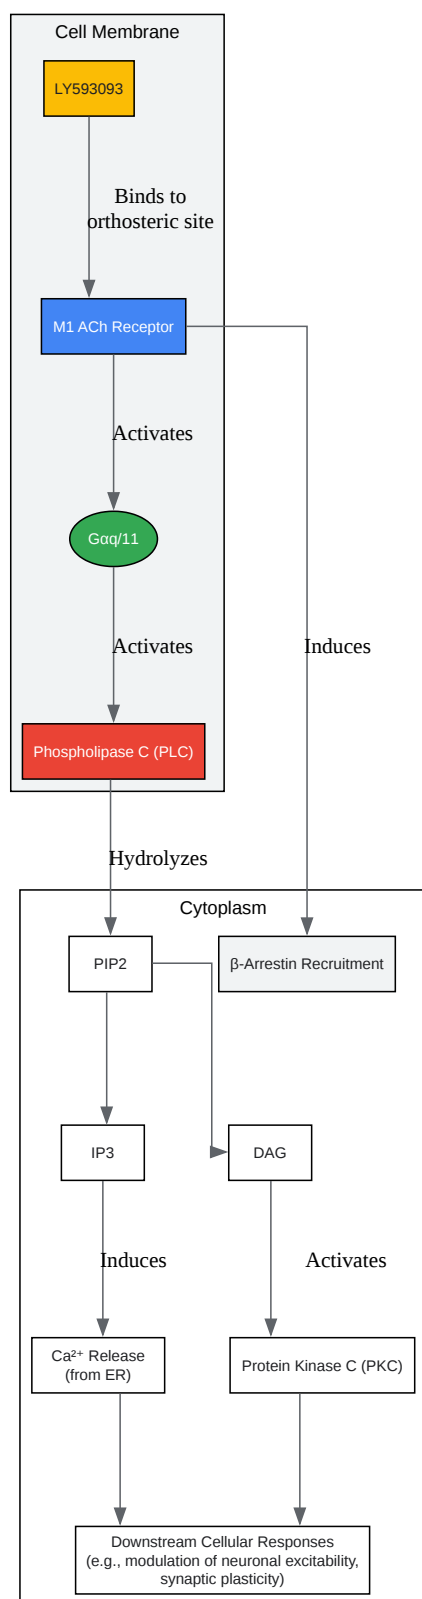 Cell Membrane
LY593093
Binds to
orthosteric site
M1 ACh Receptor
Activates
Gαq/11
Activates
Induces
Phospholipase C (PLC)
Hydrolyzes
Cytoplasm
PIP2
β-Arrestin Recruitment
IP3
DAG
Induces
Activates
Ca²⁺ Release
(from ER)
Protein Kinase C (PKC)
Downstream Cellular Responses
(e.g., modulation of neuronal excitability,
synaptic plasticity)